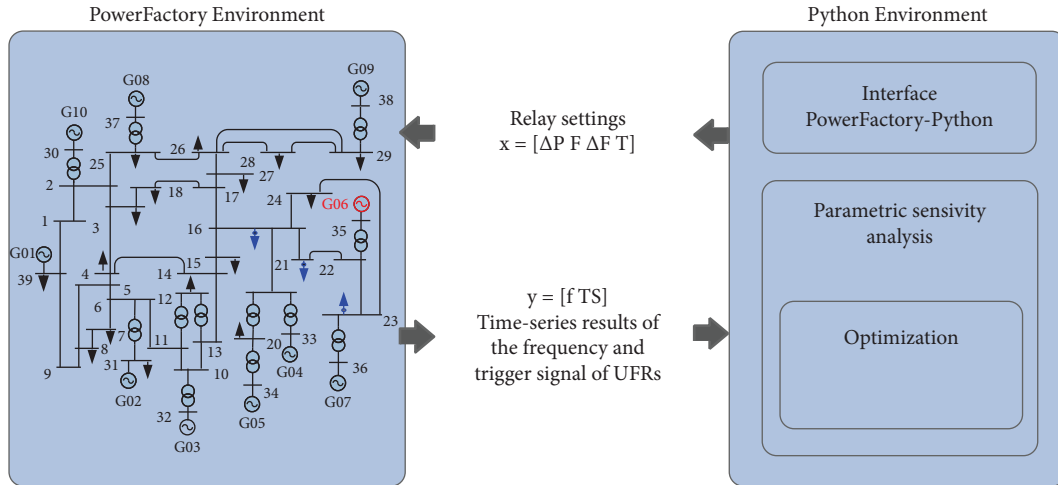 PowerFactory Environment
Python Environment
G08
G09
G10
37
38
30
25
26
29
28
27
2
18
17
24
G06
1
3
16
35
G01
15
21
22
39
4
14
5
6
12
23
7
11
13
20
33
8
31
10
G04
36
9
G02
34
G07
32
G05
G03
Relay settings
x = [ΔP F ΔF T]
y = [f TS]
Time-series results of
the frequency and
trigger signal of UFRs
Interface
PowerFactory-Python
Parametric sensivity
analysis
Optimization